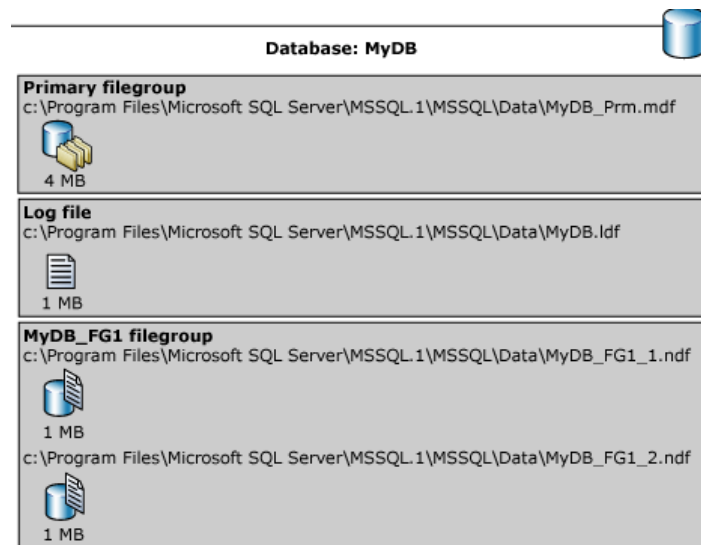 Database: MyDB
Primary filegroup
c:\Program Files\Microsoft SQL Server\MSSQL.1\MSSQL\Data\MyDB_Prm.mdf
4 MB
Log file
c:\Program Files\Microsoft SQL Server\MSSQL.1\MSSQL\Data\MyDB.ldf
1 MB
MyDB_FG1 filegroup
c:\Program Files\Microsoft SQL Server\MSSQL.1\MSSQL\Data\MyDB_FG1_1.ndf
1 MB
c:\Program Files\Microsoft SQL Server\MSSQL.1\MSSQL\Data\MyDB_FG1_2.ndf
1 MB